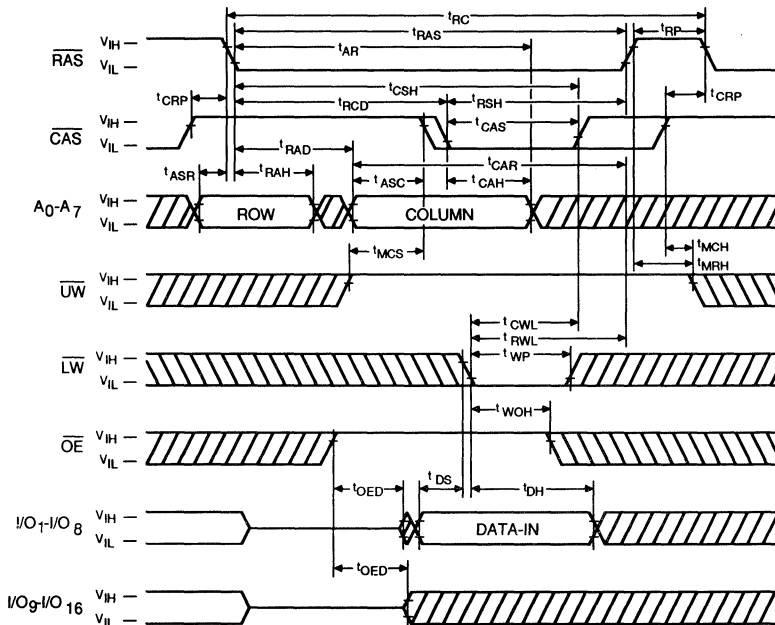 tRC
tRAS
tRP
VIH
RAS
tAR
VIL
tCSH
tCRP
tRCD
tRSH
tCRP
VIH
CAS
tCAS
VIL
tRAD
tCAR
tASR
tRAH
tASC
tCAH
A0-A7
VIH
ROW
COLUMN
VIL
tMCS
tMCH
tMRH
VIH
UW
VIL
tCWL
tRWL
tWP
VIH
LW
VIL
tWOH
VIH
OE
VIL
tOED
tDS
tDH
VIH
I/O1-I/O8
DATA-IN
VIL
tOED
VIH
I/O9-I/O16
VIL